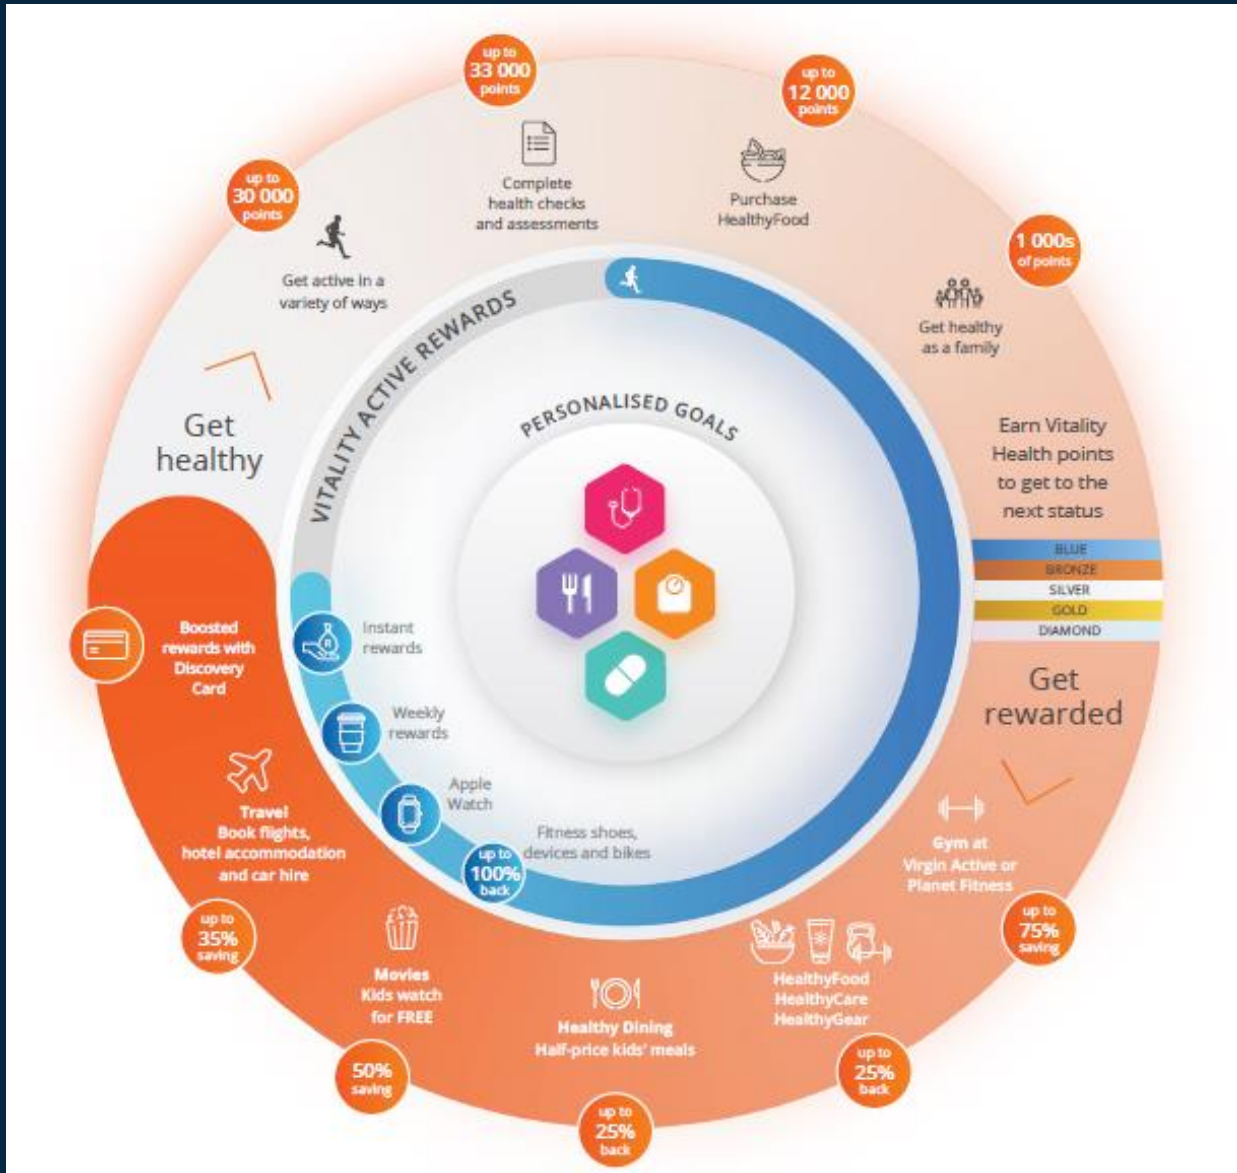 up to
33 000
points
up to
12 000
points
up to
30 000
points
1 000s
of points
Complete
health checks
and assessments
Purchase
HealthyFood
Get active in a
variety of ways
Get healthy
as a family
Get
healthy
VITALITY ACTIVE REWARDS
PERSONALISED GOALS
Earn Vitality
Health points
to get to the
next status
BLUE
BRONZE
SILVER
GOLD
DIAMOND
Get
rewarded
Boosted
rewards with
Discovery
Card
Instant
rewards
R
Weekly
rewards
Apple
Watch
Fitness shoes,
devices and bikes
up to
100%
back
Travel
Book flights,
hotel accommodation
and car hire
up to
35%
saving
Movies
Kids watch
for FREE
50%
saving
Healthy Dining
Half-price kids' meals
up to
25%
back
HealthyFood
HealthyCare
HealthyGear
up to
25%
back
Gym at
Virgin Active or
Planet Fitness
up to
75%
saving